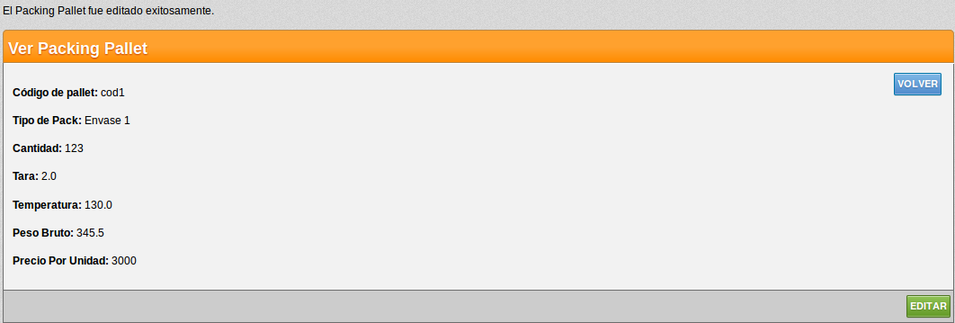 El Packing Pallet fue editado exitosamente.
Ver Packing Pallet
VOLVER
Código de pallet: cod1
Tipo de Pack: Envase 1
Cantidad: 123
Tara: 2.0
Temperatura: 130.0
Peso Bruto: 345.5
Precio Por Unidad: 3000
EDITAR